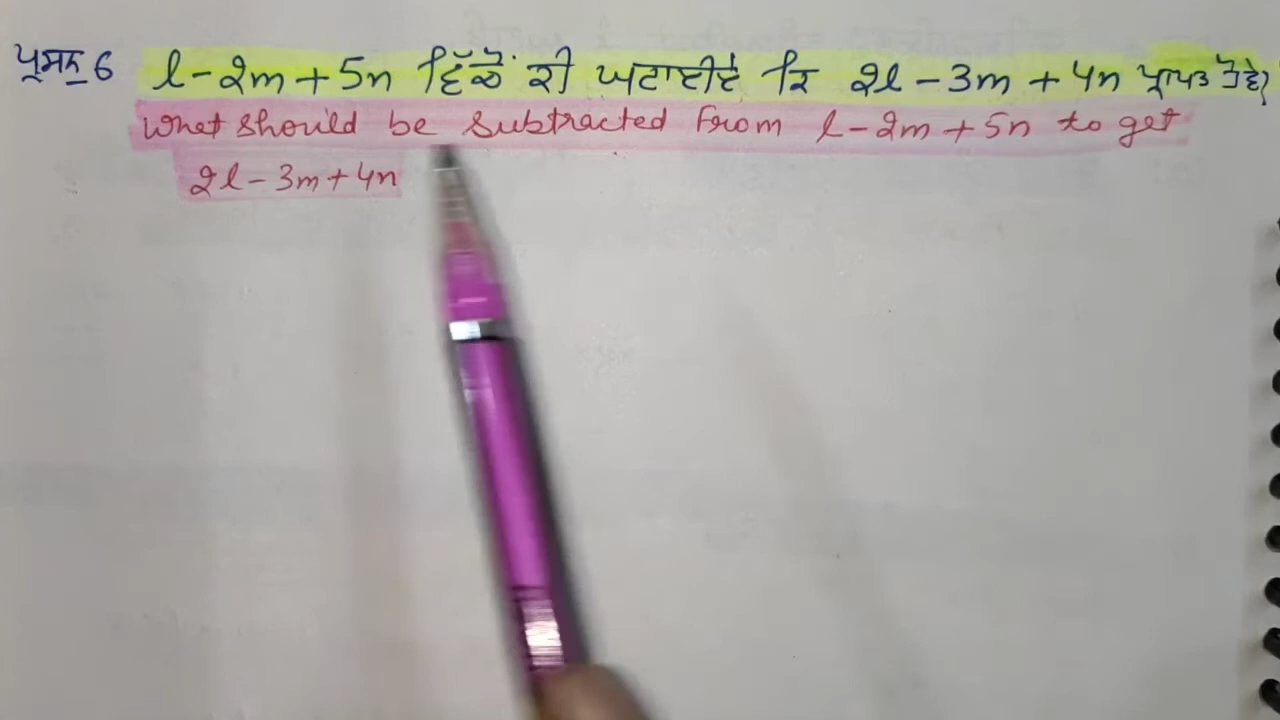 ਪ੍ਰਸ਼ਨ 6 l - 2m + 5n ਵਿੱਚੋਂ ਕੀ ਘਟਾਈਏ ਕਿ 2l - 3m + 4n ਪ੍ਰਾਪਤ ਹੋਵੇ।
What should be subtracted from l - 2m + 5n to get
2l - 3m + 4n